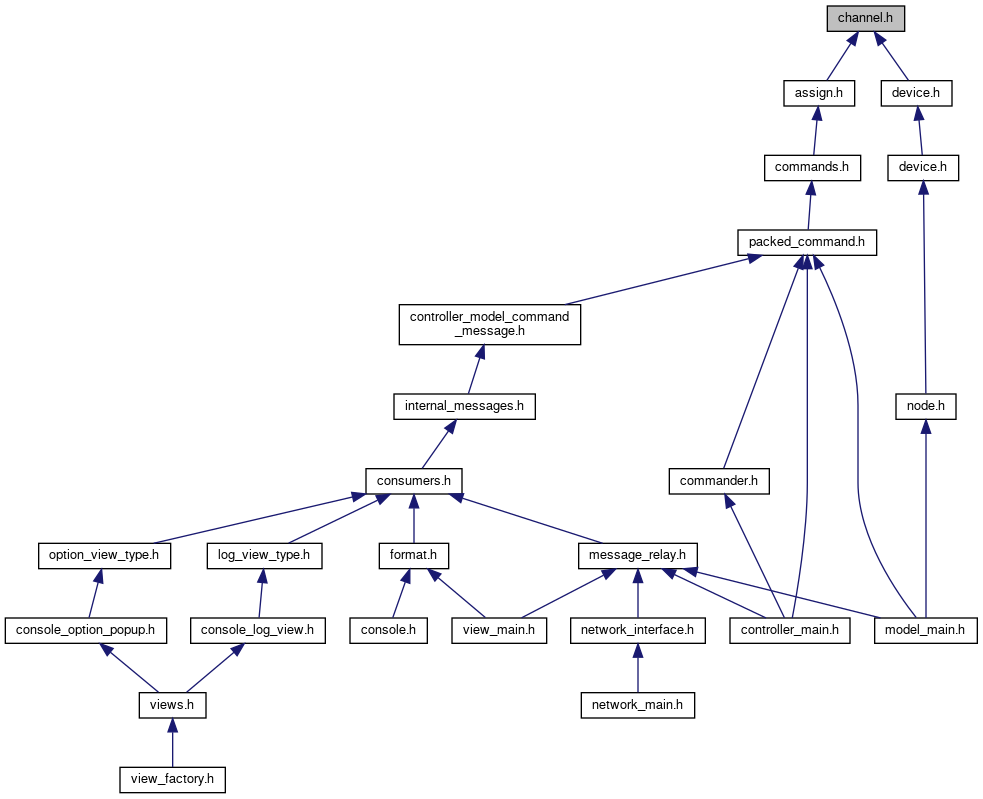 channel.h
assign.h
device.h
commands.h
device.h
packed_command.h
controller_model_command
_message.h
internal_messages.h
node.h
consumers.h
commander.h
option_view_type.h
log_view_type.h
format.h
message_relay.h
console_option_popup.h
console_log_view.h
console.h
view_main.h
network_interface.h
controller_main.h
model_main.h
views.h
network_main.h
view_factory.h